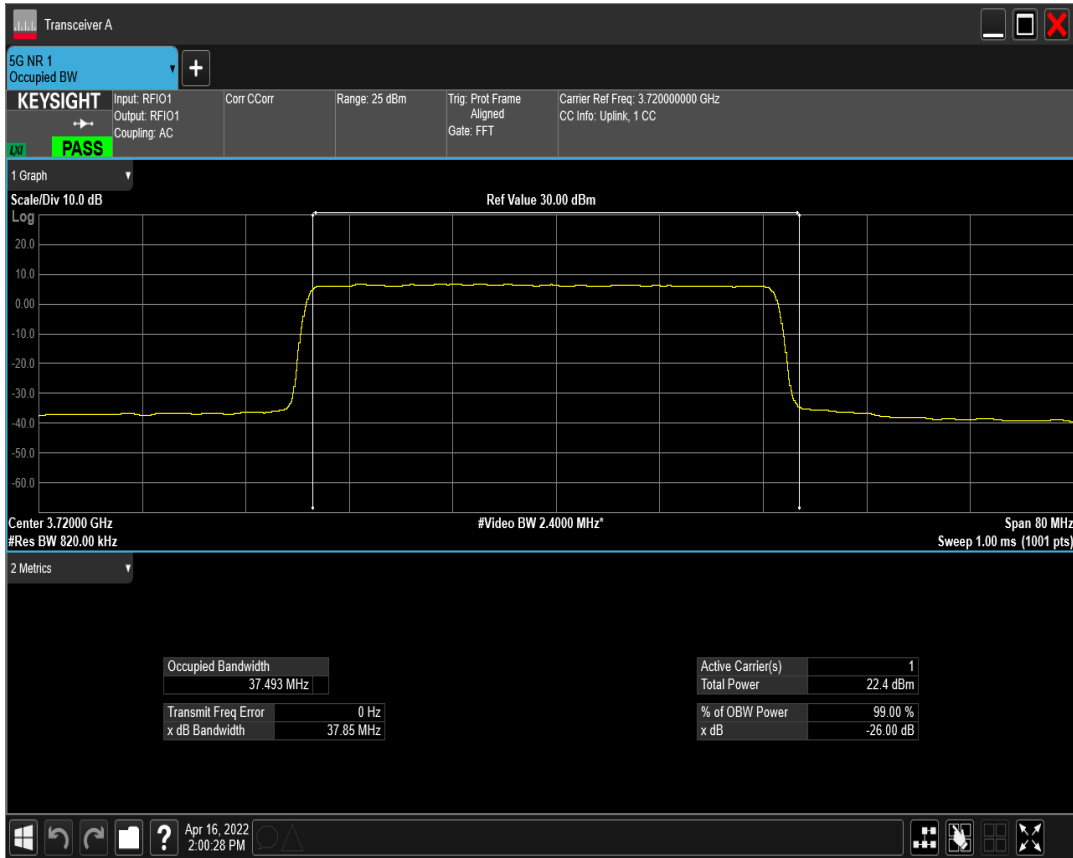 Transceiver A
5G NR 1
Occupied BW
+
KEYSIGHT
LXI
PASS
Input: RFIO1
Output: RFIO1
Coupling: AC
Corr CCorr
Range: 25 dBm
Trig: Prot Frame
Aligned
Gate: FFT
Carrier Ref Freq: 3.720000000 GHz
CC Info: Uplink, 1 CC
1 Graph
Scale/Div 10.0 dB
Ref Value 30.00 dBm
Log
20.0
10.0
0.00
-10.0
-20.0
-30.0
-40.0
-50.0
-60.0
Center 3.72000 GHz
#Video BW 2.4000 MHz*
Span 80 MHz
#Res BW 820.00 kHz
Sweep 1.00 ms (1001 pts)
2 Metrics
Occupied Bandwidth
37.493 MHz
Transmit Freq Error 0 Hz
x dB Bandwidth 37.85 MHz
Active Carrier(s) 1
Total Power 22.4 dBm
% of OBW Power 99.00 %
x dB -26.00 dB
?
Apr 16, 2022
2:00:28 PM